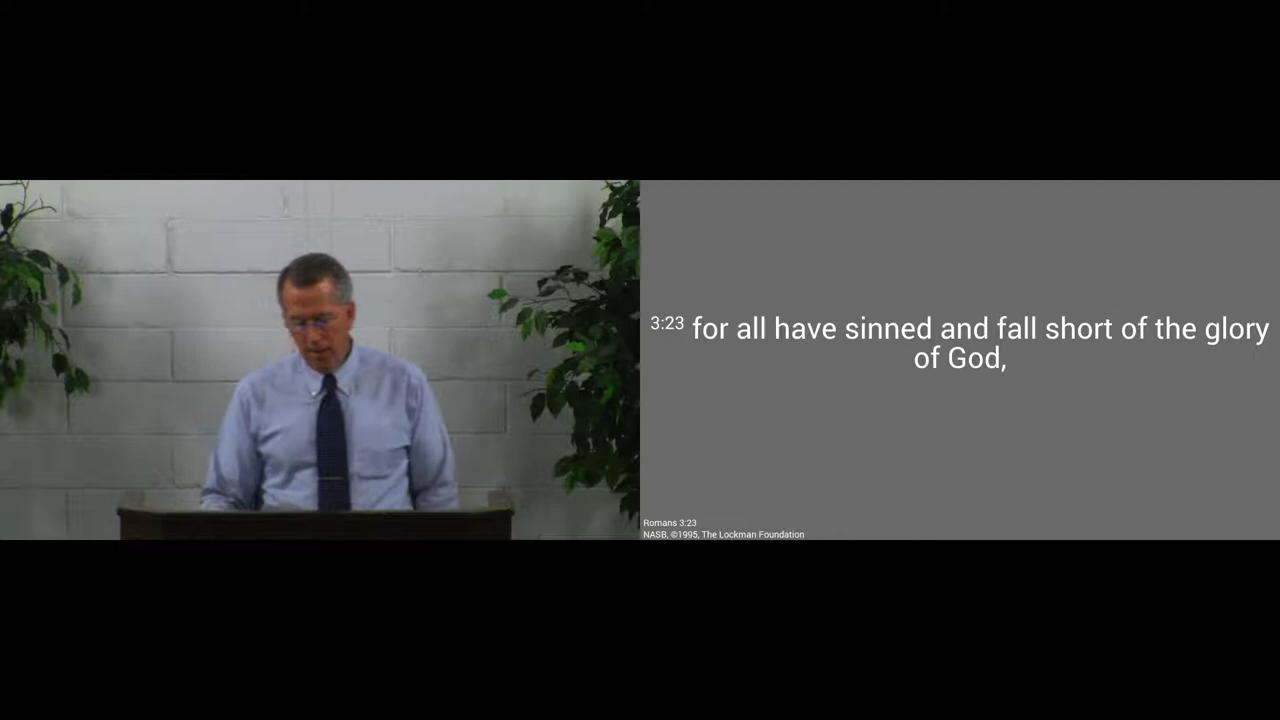 3:23 for all have sinned and fall short of the glory
of God,
Romans 3:23
NASB, ©1995, The Lockman Foundation